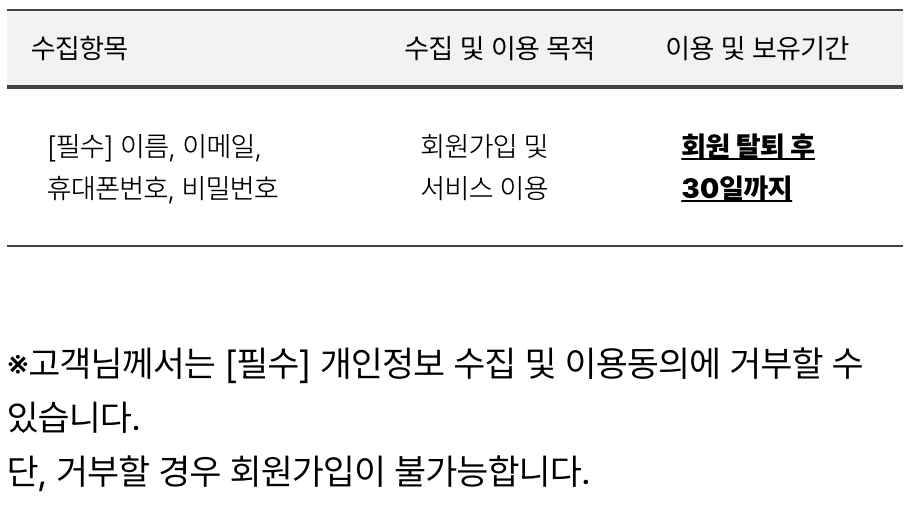 수집항목 수집 및 이용 목적 이용 및 보유기간
[필수] 이름, 이메일, 회원가입 및 회원 탈퇴 후
휴대폰번호, 비밀번호 서비스 이용 30일까지
※고객님께서는 [필수] 개인정보 수집 및 이용동의에 거부할 수
있습니다.
단, 거부할 경우 회원가입이 불가능합니다.